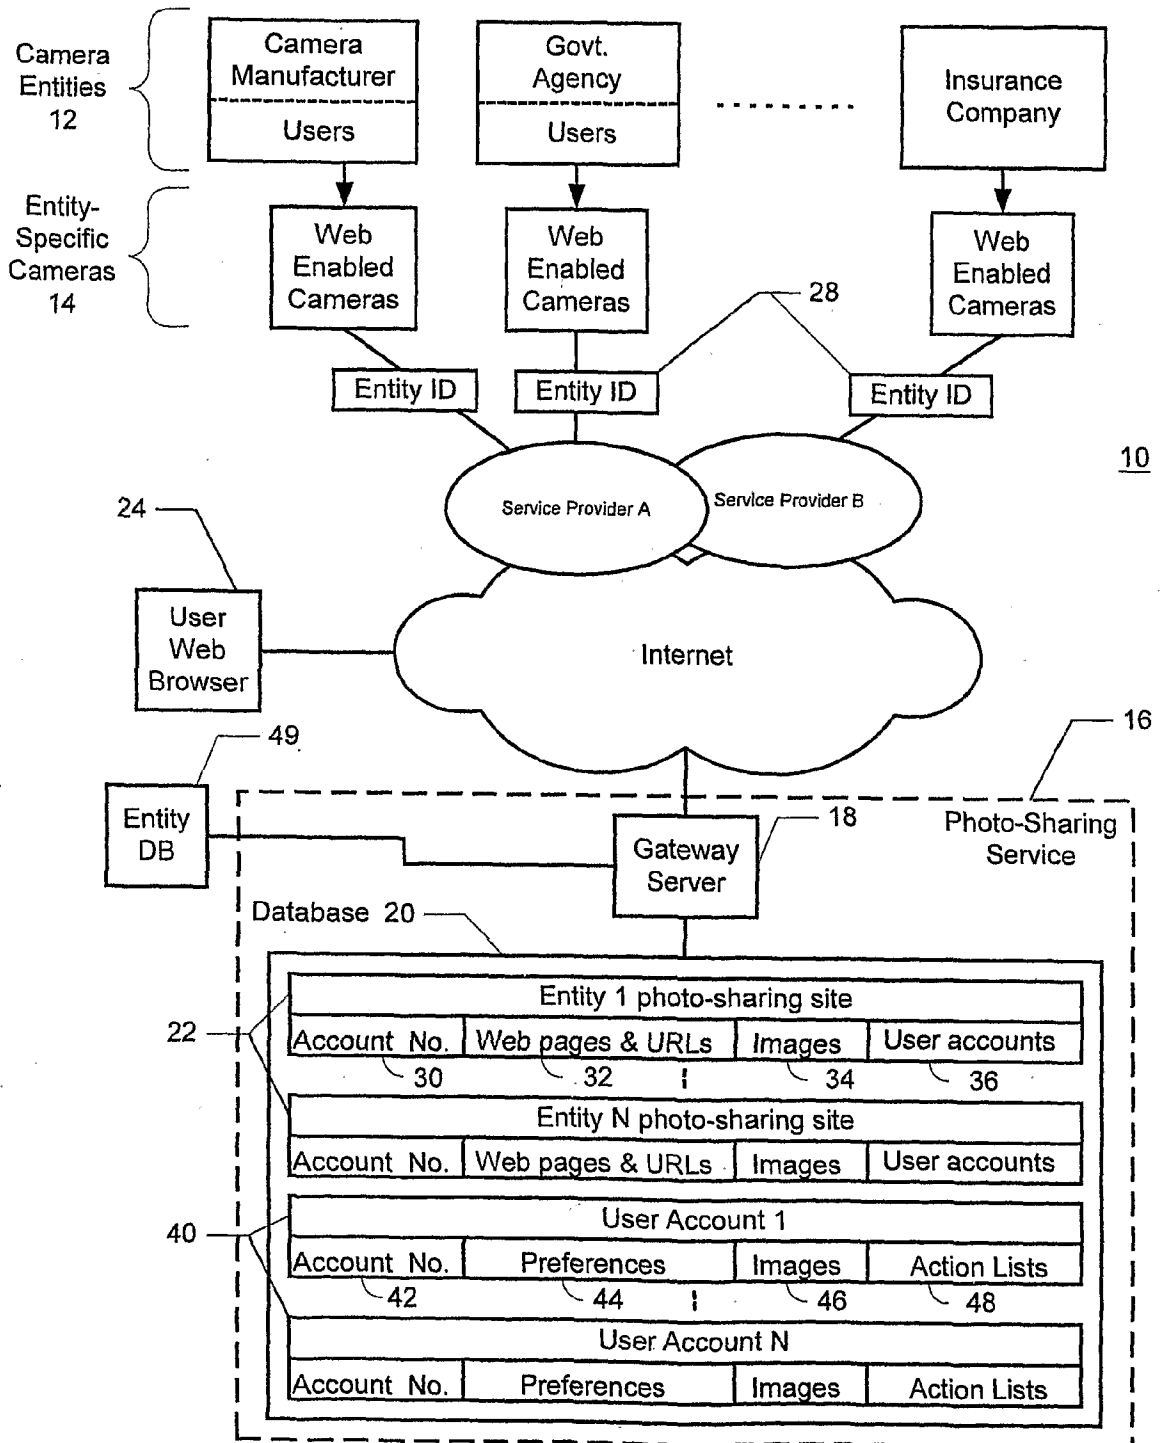 Camera
Entities
12
Camera
Manufacturer
Users
Govt.
Agency
Users
Insurance
Company
Entity-
Specific
Cameras
14
Web
Enabled
Cameras
Web
Enabled
Cameras
Web
Enabled
Cameras
28
Entity ID
Entity ID
Entity ID
10
Service Provider A
Service Provider B
24
User
Web
Browser
Internet
49
16
Entity
DB
18
Gateway
Server
Photo-Sharing
Service
Database 20
22
Entity 1 photo-sharing site
Account No.
Web pages & URLs
Images
User accounts
30
32
34
36
Entity N photo-sharing site
Account No.
Web pages & URLs
Images
User accounts
40
User Account 1
Account No.
Preferences
Images
Action Lists
42
44
46
48
User Account N
Account No.
Preferences
Images
Action Lists